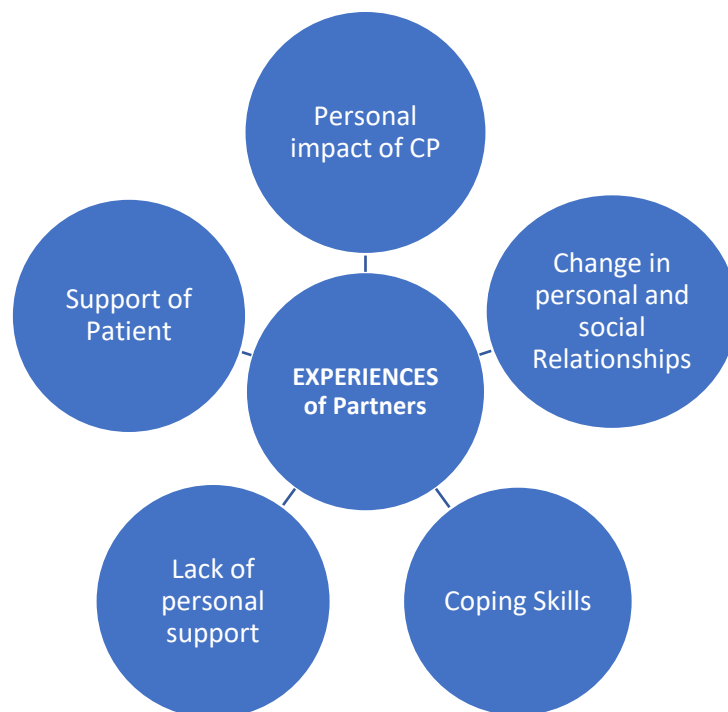 Personal
impact of CP
Change in
personal and
social
Relationships
Support of
Patient
EXPERIENCES
of Partners
Lack of
personal
support
Coping Skills